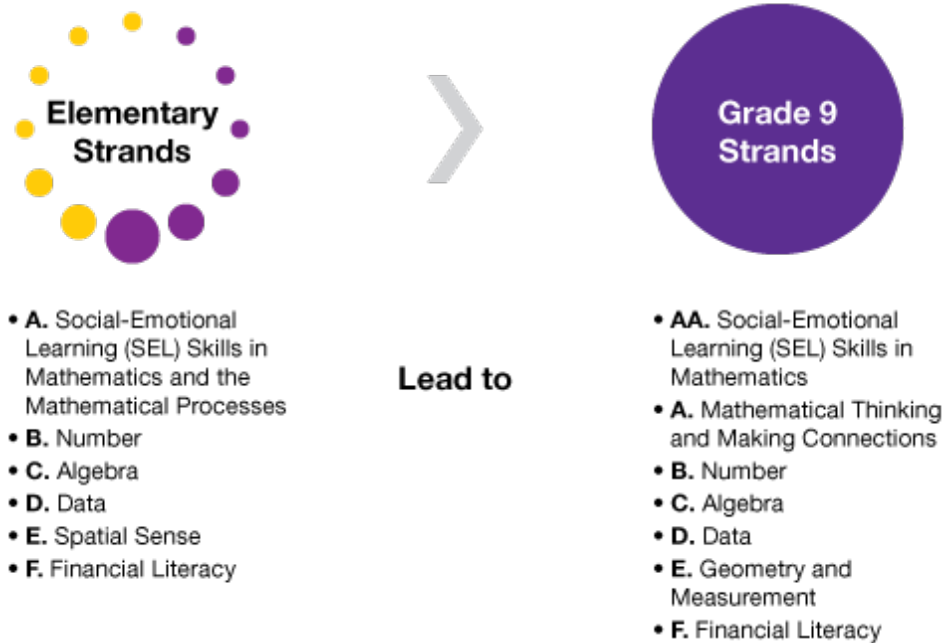 Elementary
Strands
Grade 9
Strands
• A. Social-Emotional
Learning (SEL) Skills in
Mathematics and the
Mathematical Processes
• B. Number
• C. Algebra
• D. Data
• E. Spatial Sense
• F. Financial Literacy
Lead to
• AA. Social-Emotional
Learning (SEL) Skills in
Mathematics
• A. Mathematical Thinking
and Making Connections
• B. Number
• C. Algebra
• D. Data
• E. Geometry and
Measurement
• F. Financial Literacy